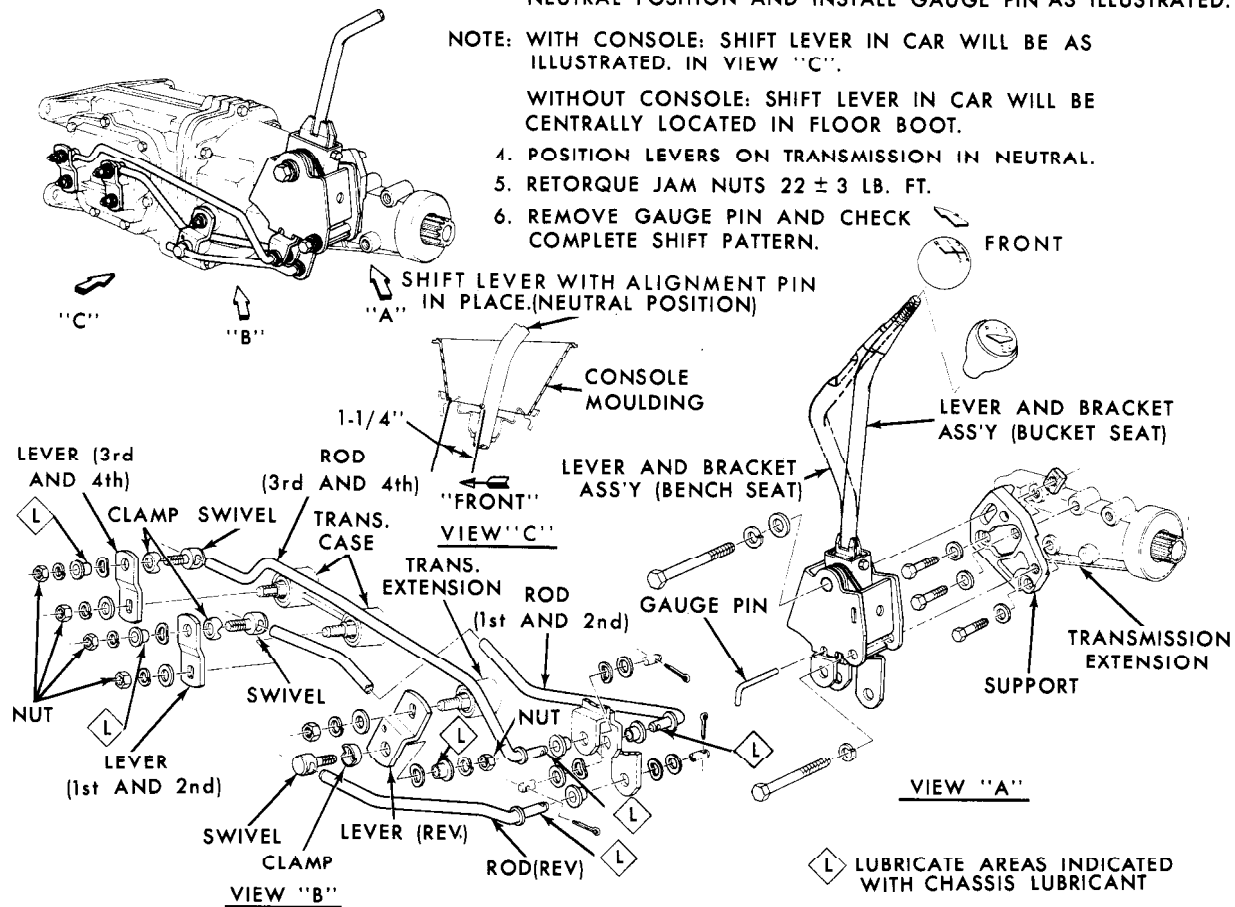 NEUTRAL POSITION AND INSTALL GAUGE PIN AS ILLUSTRATED.
NOTE: WITH CONSOLE: SHIFT LEVER IN CAR WILL BE AS
ILLUSTRATED. IN VIEW "C".
WITHOUT CONSOLE: SHIFT LEVER IN CAR WILL BE
CENTRALLY LOCATED IN FLOOR BOOT.
4. POSITION LEVERS ON TRANSMISSION IN NEUTRAL.
5. RETORQUE JAM NUTS 22 ± 3 LB. FT.
6. REMOVE GAUGE PIN AND CHECK
COMPLETE SHIFT PATTERN.
FRONT
"C"
"B"
"A"
SHIFT LEVER WITH ALIGNMENT PIN
IN PLACE.(NEUTRAL POSITION)
CONSOLE
MOULDING
1-1/4"
"FRONT"
VIEW "C"
LEVER AND BRACKET
ASS'Y (BUCKET SEAT)
LEVER AND BRACKET
ASS'Y (BENCH SEAT)
LEVER (3rd
AND 4th)
ROD
(3rd AND 4th)
L
CLAMP
SWIVEL
TRANS.
CASE
TRANS.
EXTENSION
ROD
(1st AND 2nd)
GAUGE PIN
TRANSMISSION
EXTENSION
SUPPORT
NUT
L
SWIVEL
LEVER
(1st AND 2nd)
L
NUT
L
L
L
SWIVEL
CLAMP
LEVER (REV.)
ROD(REV)
VIEW "B"
VIEW "A"
L LUBRICATE AREAS INDICATED
WITH CHASSIS LUBRICANT